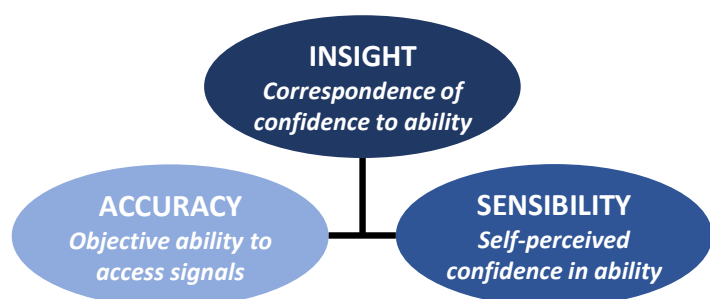 INSIGHT
Correspondence of
confidence to ability
ACCURACY
Objective ability to
access signals
SENSIBILITY
Self-perceived
confidence in ability